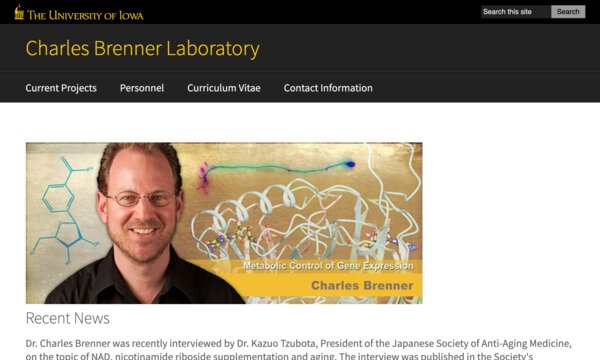 THE UNIVERSITY OF IOWA
Search this site
Search
Charles Brenner Laboratory
Current Projects Personnel Curriculum Vitae Contact Information
Metabolic Control of Gene Expression
Charles Brenner
Recent News
Dr. Charles Brenner was recently interviewed by Dr. Kazuo Tzubota, President of the Japanese Society of Anti-Aging Medicine,
on the topic of NAD, nicotinamide riboside supplementation and aging. The interview was published in the Society's